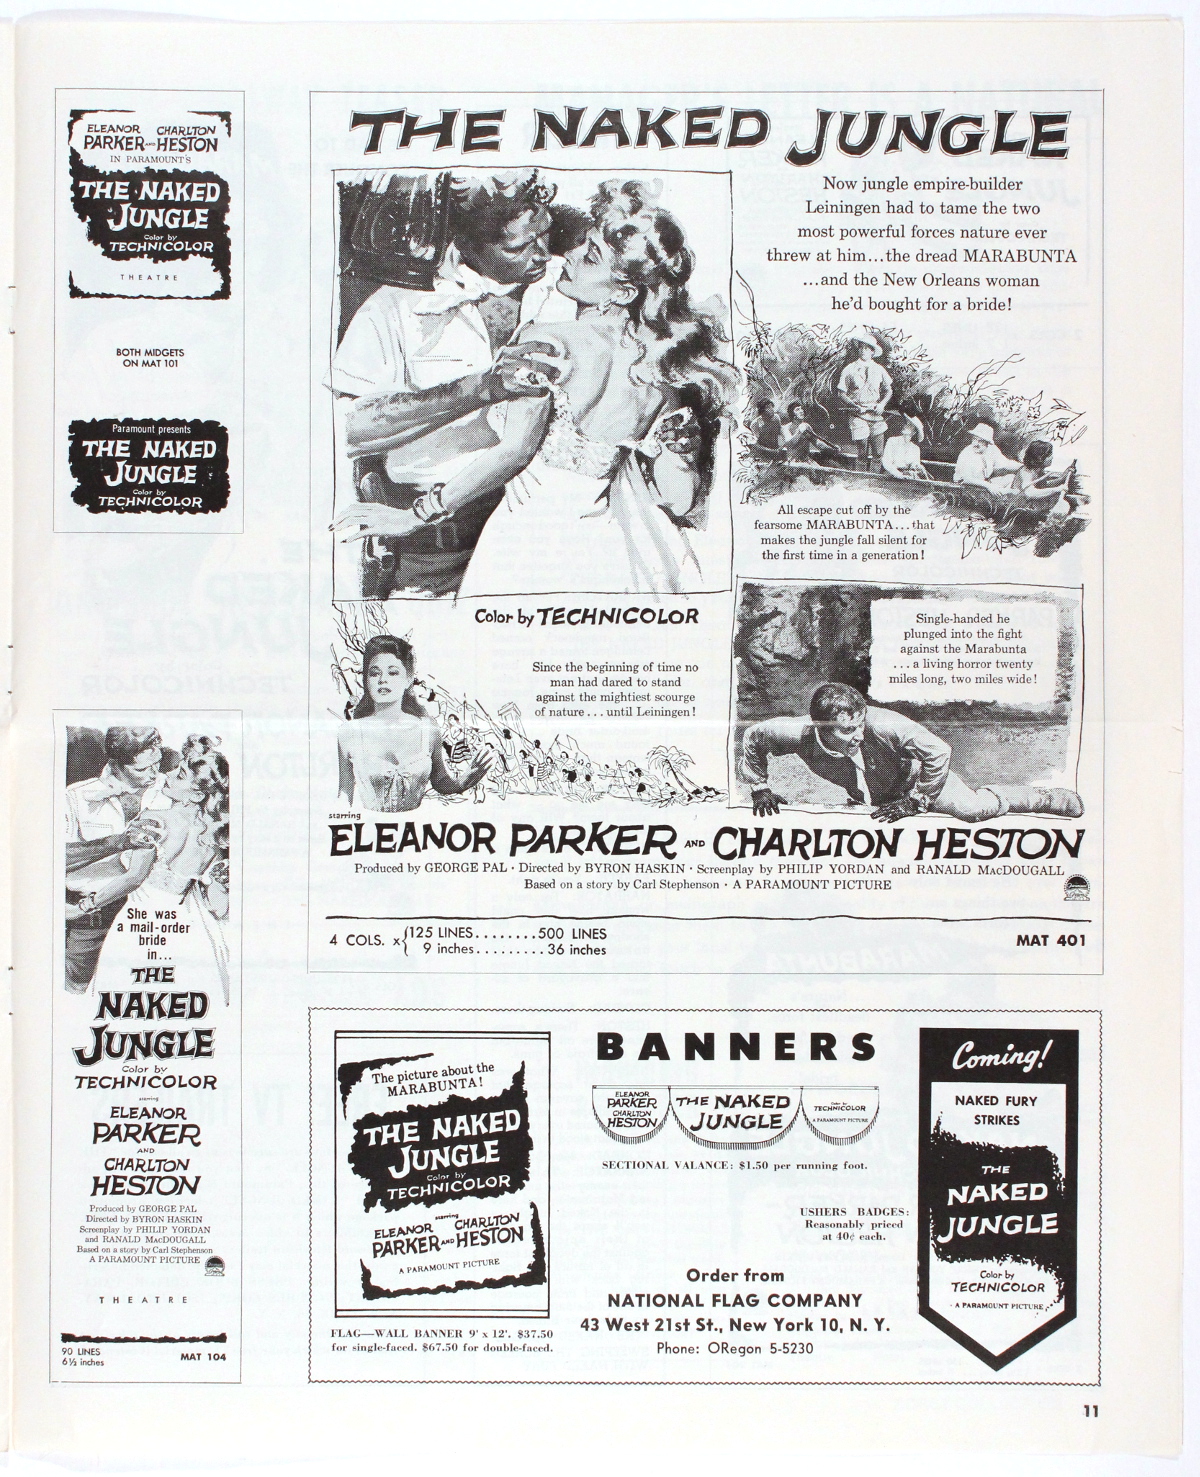 ELEANOR CHARLTON
PARKER AND HESTON
IN PARAMOUNT'S
THE NAKED
JUNGLE
Color by
TECHNICOLOR
THEATRE
BOTH MIDGETS
ON MAT 101
Paramount presents
THE NAKED
JUNGLE
Color by
TECHNICOLOR
She was
a mail-order
bride
in...
THE
NAKED
JUNGLE
Color by
TECHNICOLOR
starring
ELEANOR
PARKER
AND
CHARLTON
HESTON
Produced by GEORGE PAL
Directed by BYRON HASKIN
Screenplay by PHILIP YORDAN
and RANALD MACDOUGALL
Based on a story by Carl Stephenson
A PARAMOUNT PICTURE
THEATRE
90 LINES
6½ inches
MAT 104
THE NAKED JUNGLE
Now jungle empire-builder
Leiningen had to tame the two
most powerful forces nature ever
threw at him...the dread MARABUNTA
...and the New Orleans woman
he'd bought for a bride!
All escape cut off by the
fearsome MARABUNTA...that
makes the jungle fall silent for
the first time in a generation!
Color by TECHNICOLOR
Since the beginning of time no
man had dared to stand
against the mightiest scourge
of nature...until Leiningen!
Single-handed he
plunged into the fight
against the Marabunta
...a living horror twenty
miles long, two miles wide!
starring
ELEANOR PARKER AND CHARLTON HESTON
Produced by GEORGE PAL · Directed by BYRON HASKIN · Screenplay by PHILIP YORDAN and RANALD MACDOUGALL
Based on a story by Carl Stephenson · A PARAMOUNT PICTURE
4 COLS. x { 125 LINES........500 LINES
9 inches.........36 inches
MAT 401
The picture about the
MARABUNTA!
THE NAKED
JUNGLE
Color by
TECHNICOLOR
starring
ELEANOR CHARLTON
PARKER AND HESTON
A PARAMOUNT PICTURE
FLAG—WALL BANNER 9' x 12'. $37.50
for single-faced. $67.50 for double-faced.
BANNERS
ELEANOR
PARKER
CHARLTON
HESTON
THE NAKED
JUNGLE
Color by
TECHNICOLOR
A PARAMOUNT PICTURE
SECTIONAL VALANCE: $1.50 per running foot.
USHERS BADGES:
Reasonably priced
at 40¢ each.
Order from
NATIONAL FLAG COMPANY
43 West 21st St., New York 10, N. Y.
Phone: ORegon 5-5230
Coming!
NAKED FURY
STRIKES
THE
NAKED
JUNGLE
Color by
TECHNICOLOR
· A PARAMOUNT PICTURE ·
11